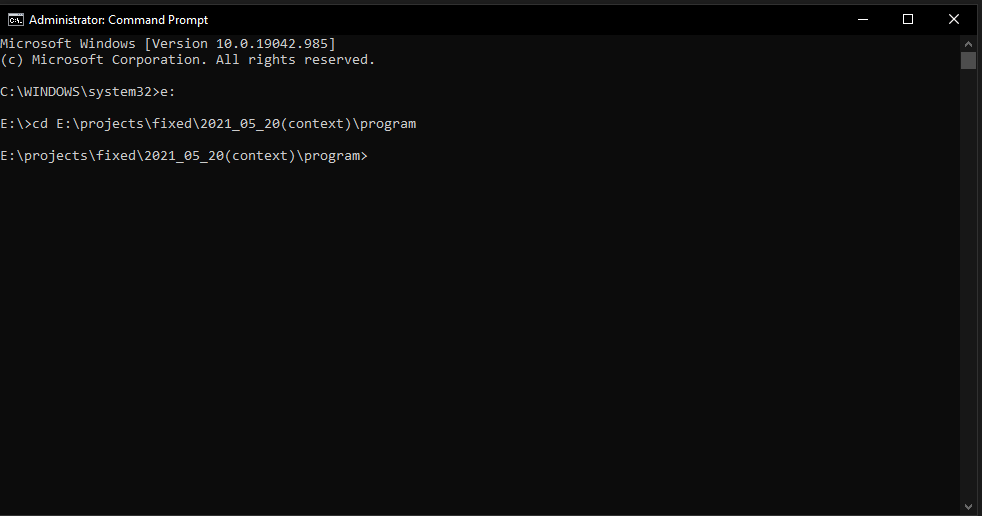 Administrator: Command Prompt
Microsoft Windows [Version 10.0.19042.985]
(c) Microsoft Corporation. All rights reserved.
C:\WINDOWS\system32>e:
E:\>cd E:\projects\fixed\2021_05_20(context)\program
E:\projects\fixed\2021_05_20(context)\program>